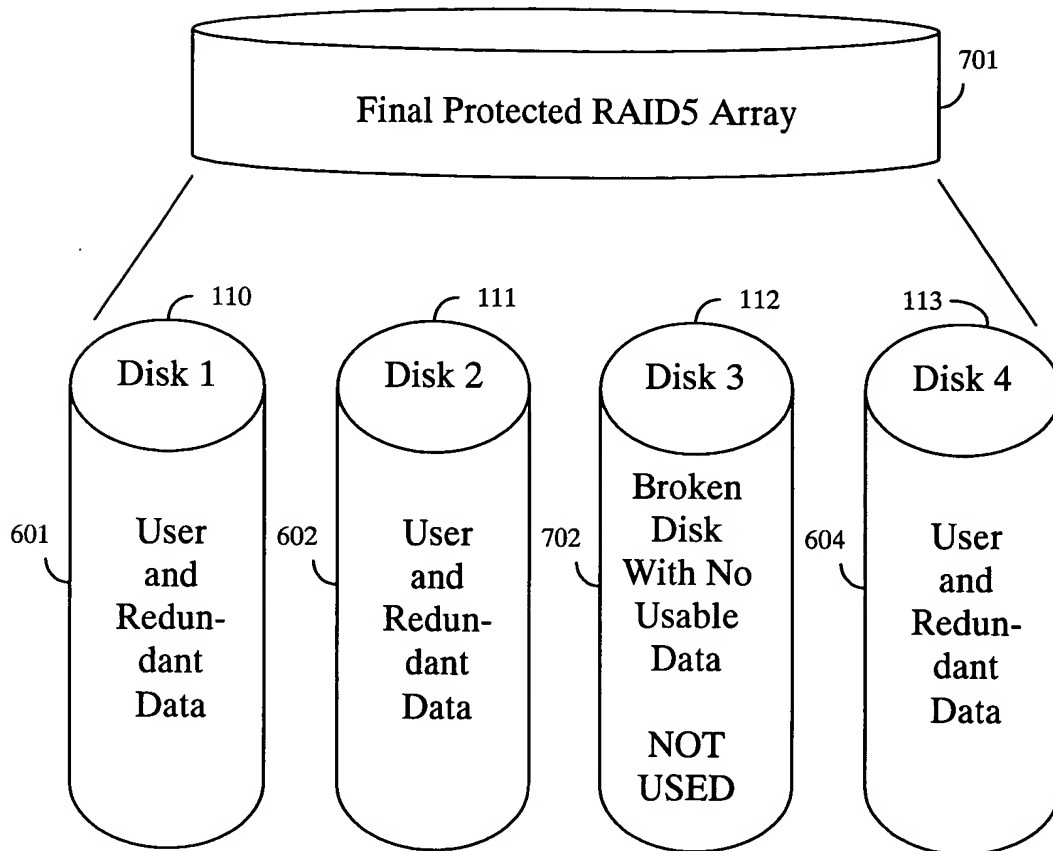 701
Final Protected RAID5 Array
110
111
112
113
Disk 1
Disk 2
Disk 3
Disk 4
601
User
and
Redun-
dant
Data
602
User
and
Redun-
dant
Data
702
Broken
Disk
With No
Usable
Data
NOT
USED
604
User
and
Redun-
dant
Data